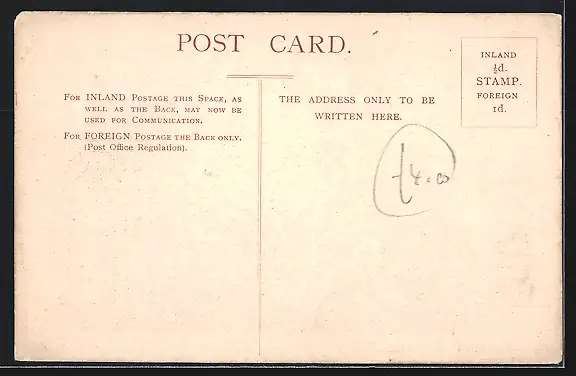 POST CARD.
FOR INLAND POSTAGE THIS SPACE, AS
WELL AS THE BACK, MAY NOW BE
USED FOR COMMUNICATION.
FOR FOREIGN POSTAGE THE BACK ONLY.
(Post Office Regulation).
THE ADDRESS ONLY TO BE
WRITTEN HERE.
INLAND
½d.
STAMP.
FOREIGN
1d.
£4.00